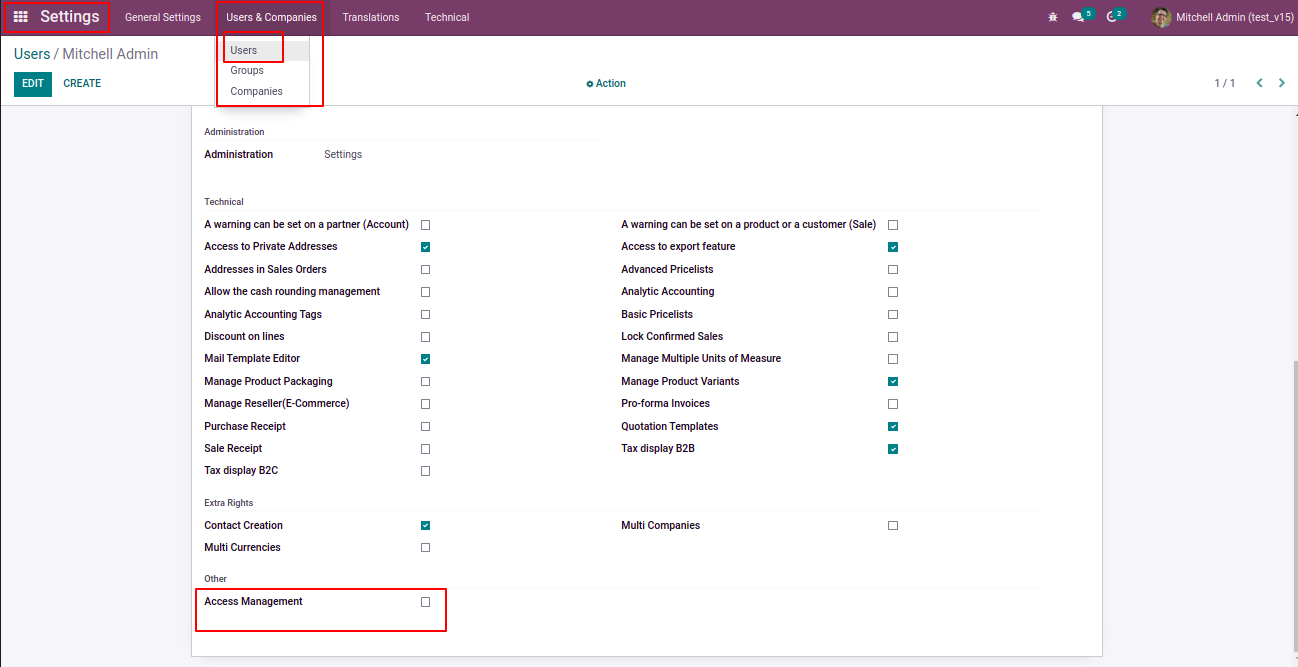 Settings General Settings Users & Companies Translations Technical 5 2 Mitchell Admin (test_v15)
Users / Mitchell Admin
Users
Groups
Companies
EDIT CREATE Action 1 / 1
Administration
Administration Settings
Technical
A warning can be set on a partner (Account) A warning can be set on a product or a customer (Sale)
Access to Private Addresses Access to export feature
Addresses in Sales Orders Advanced Pricelists
Allow the cash rounding management Analytic Accounting
Analytic Accounting Tags Basic Pricelists
Discount on lines Lock Confirmed Sales
Mail Template Editor Manage Multiple Units of Measure
Manage Product Packaging Manage Product Variants
Manage Reseller(E-Commerce) Pro-forma Invoices
Purchase Receipt Quotation Templates
Sale Receipt Tax display B2B
Tax display B2C
Extra Rights
Contact Creation Multi Companies
Multi Currencies
Other
Access Management